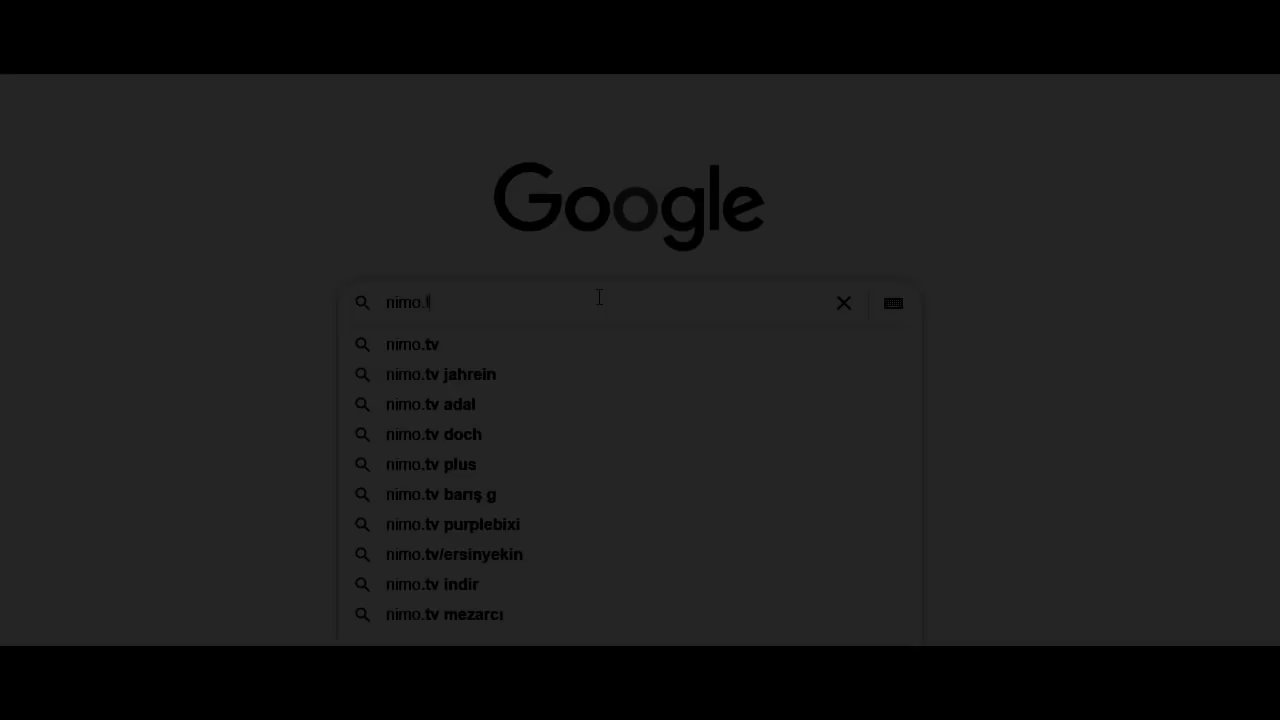 Google
nimo.t
nimo.tv
nimo.tv jahrein
nimo.tv adal
nimo.tv doch
nimo.tv plus
nimo.tv barış g
nimo.tv purplebixi
nimo.tv/ersinyekin
nimo.tv indir
nimo.tv mezarcı